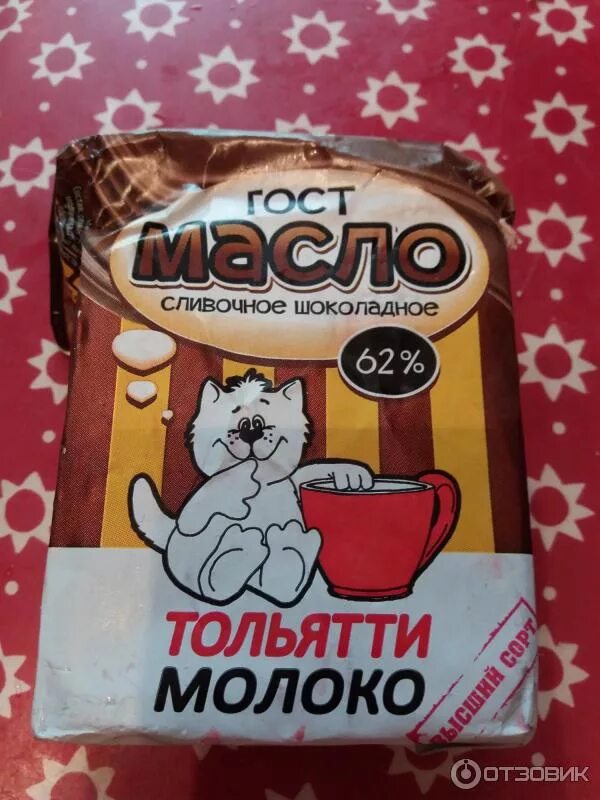 ГОСТ
МАСЛО
СЛИВОЧНОЕ ШОКОЛАДНОЕ
62%
ТОЛЬЯТТИ
МОЛОКО
ВЫСШИЙ СОРТ
ОТЗОВИК